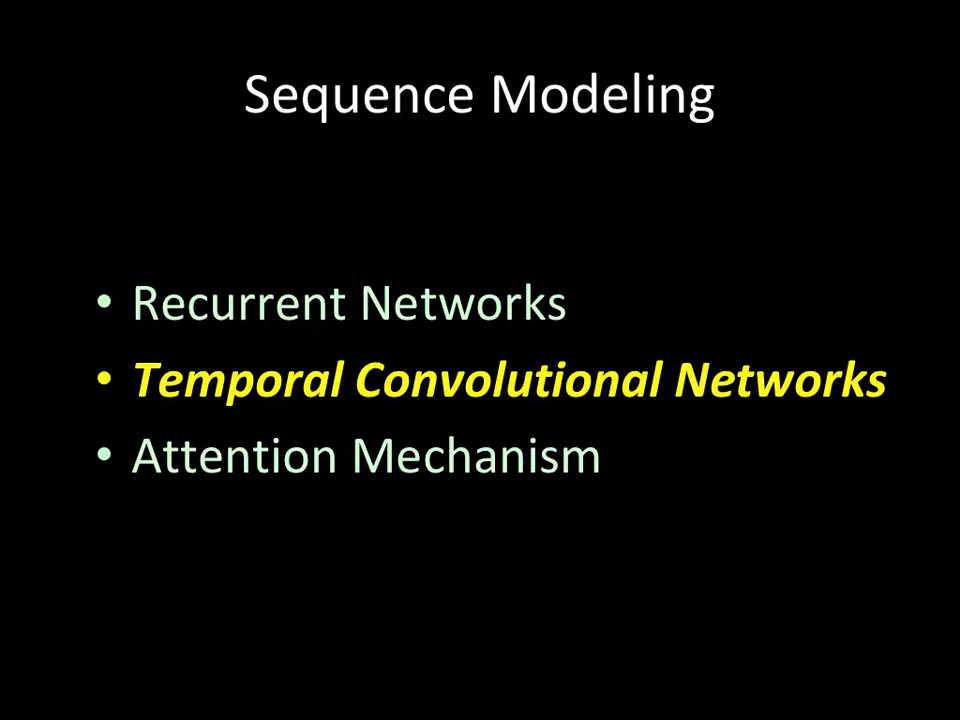 Sequence Modeling
• Recurrent Networks
• Temporal Convolutional Networks
• Attention Mechanism